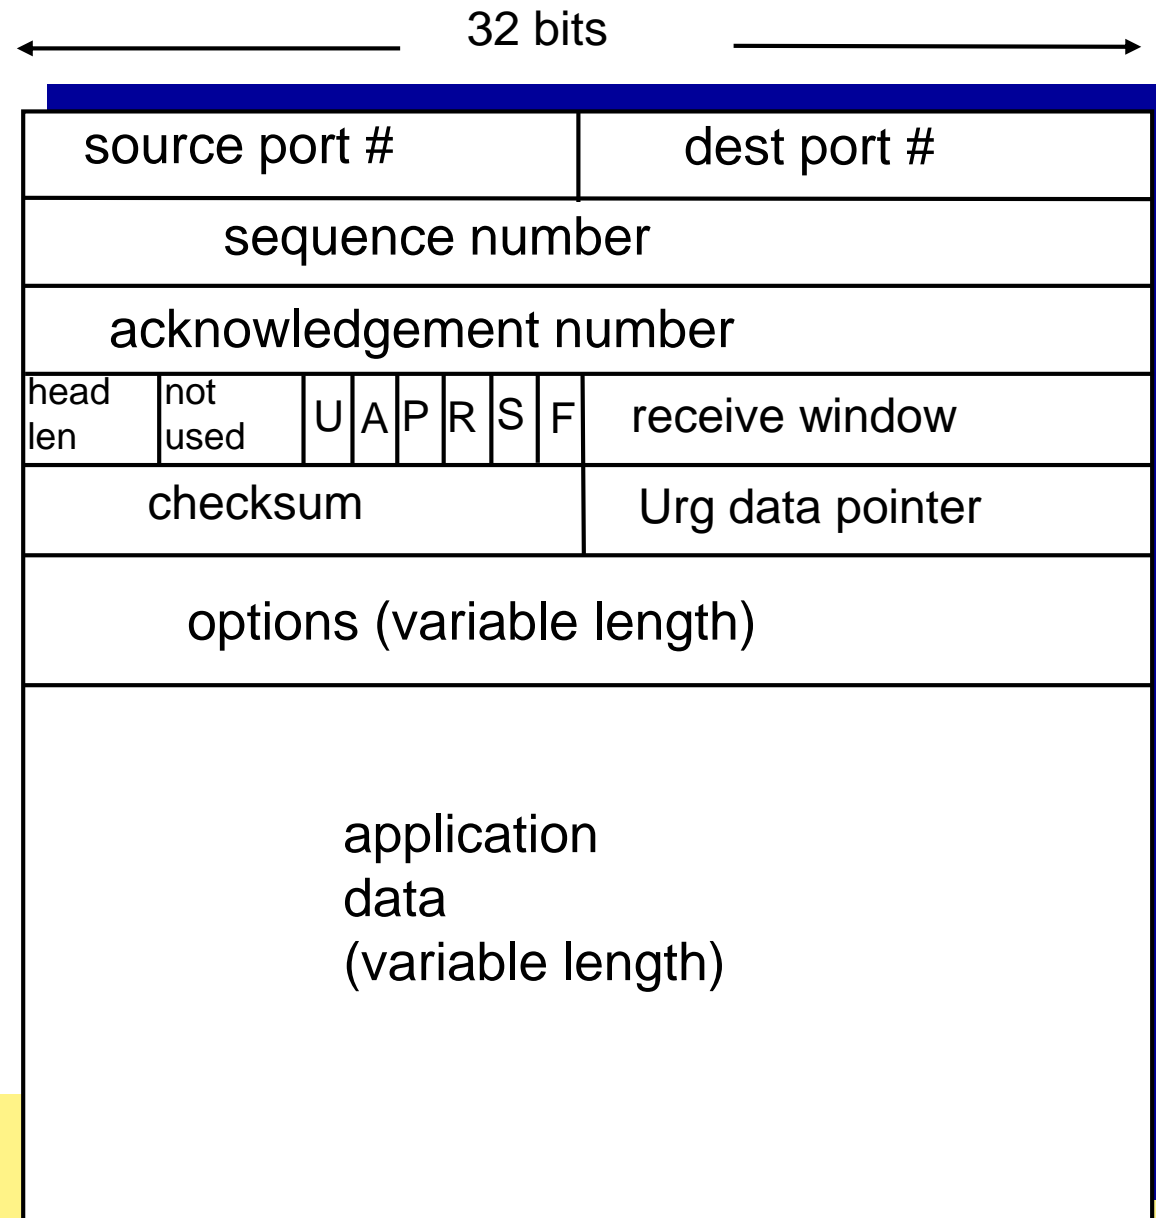 32 bits
source port #
dest port #
sequence number
acknowledgement number
head
len
not
used
U
A
P
R
S
F
receive window
checksum
Urg data pointer
options (variable length)
application
data
(variable length)